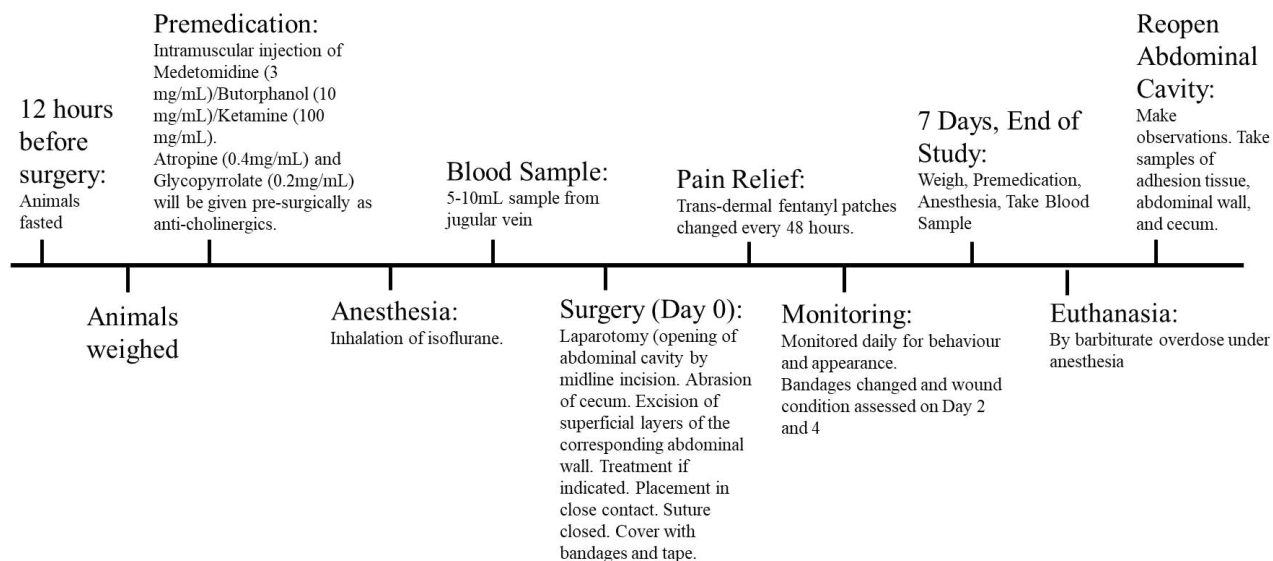 12 hours
before
surgery:
Animals
fasted
Animals
weighed
Premedication:
Intramuscular injection of
Medetomidine (3
mg/mL)/Butorphanol (10
mg/mL)/Ketamine (100
mg/mL).
Atropine (0.4mg/mL) and
Glycopyrrolate (0.2mg/mL)
will be given pre-surgically as
anti-cholinergics.
Anesthesia:
Inhalation of isoflurane.
Blood Sample:
5-10mL sample from
jugular vein
Surgery (Day 0):
Laparotomy (opening of
abdominal cavity by
midline incision. Abrasion
of cecum. Excision of
superficial layers of the
corresponding abdominal
wall. Treatment if
indicated. Placement in
close contact. Suture
closed. Cover with
bandages and tape.
Pain Relief:
Trans-dermal fentanyl patches
changed every 48 hours.
Monitoring:
Monitored daily for behaviour
and appearance.
Bandages changed and wound
condition assessed on Day 2
and 4
7 Days, End of
Study:
Weigh, Premedication,
Anesthesia, Take Blood
Sample
Euthanasia:
By barbiturate overdose under
anesthesia
Reopen
Abdominal
Cavity:
Make
observations. Take
samples of
adhesion tissue,
abdominal wall,
and cecum.